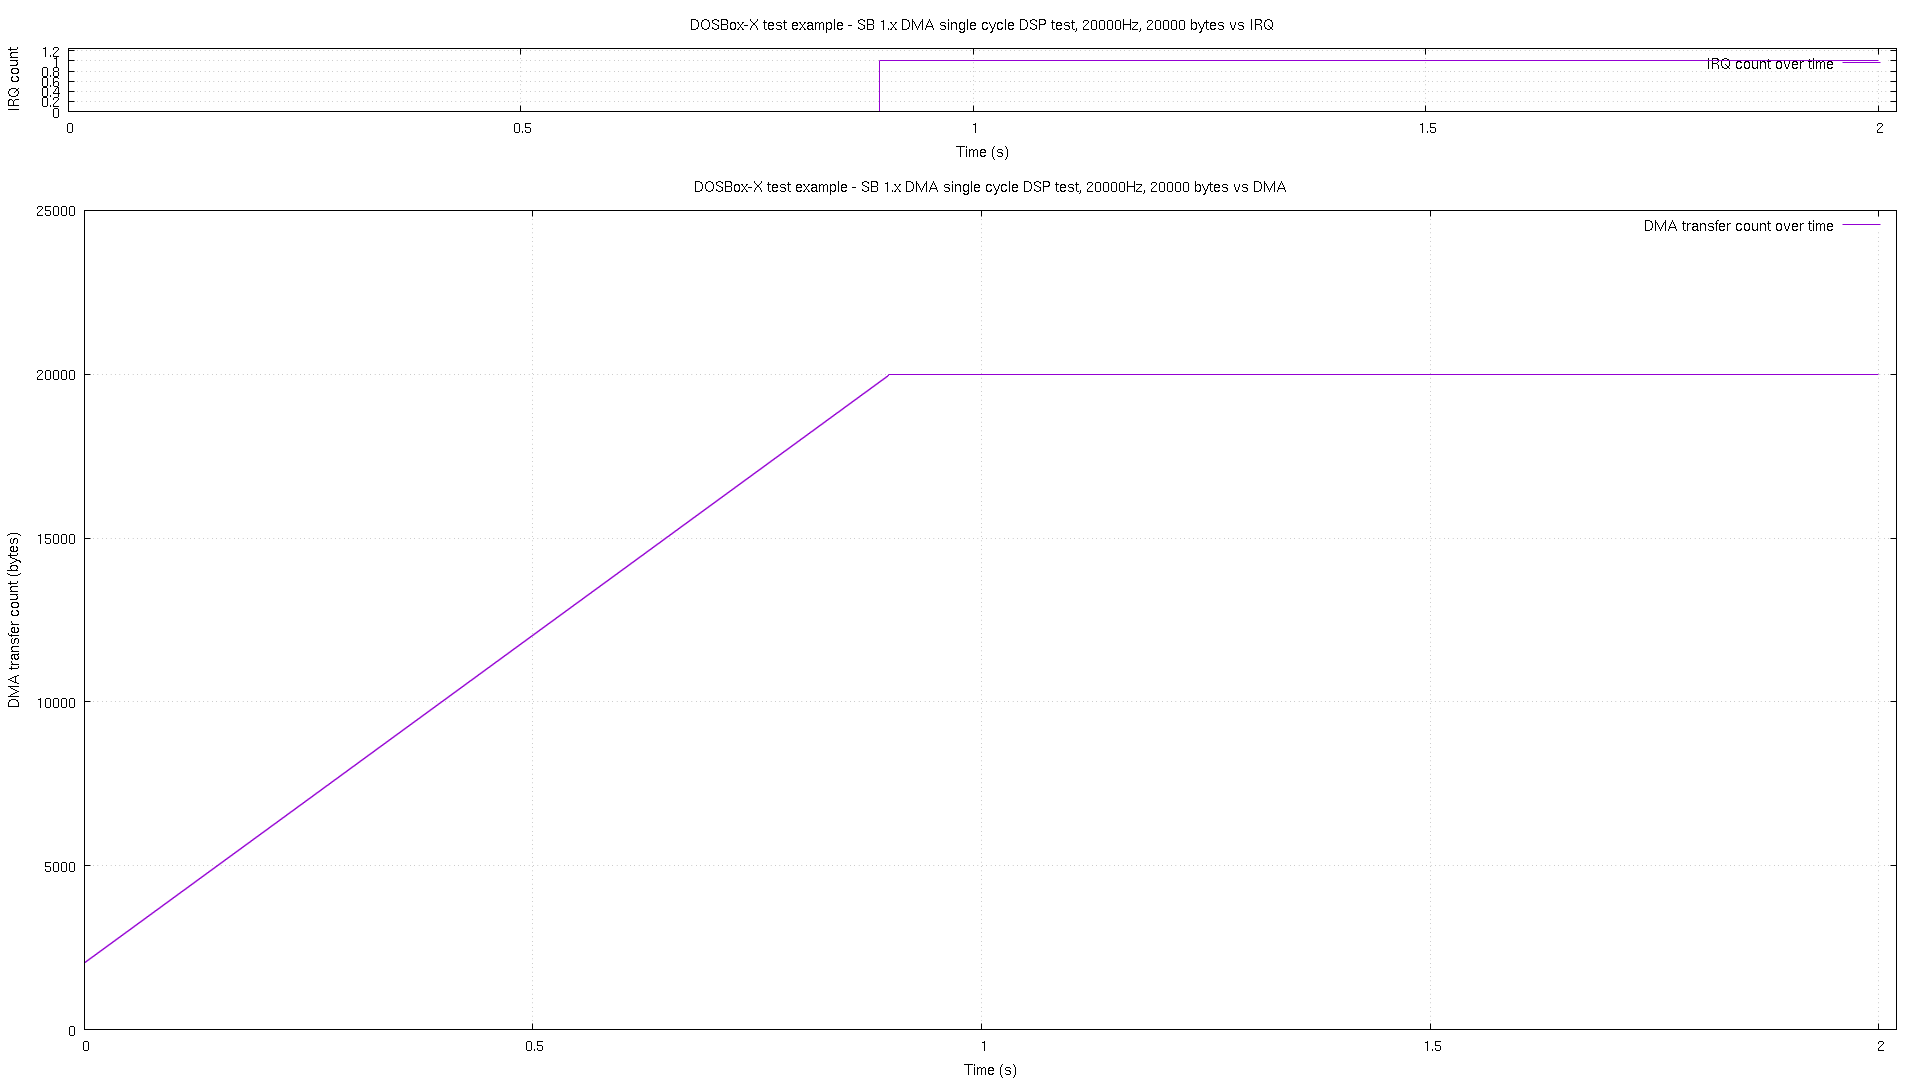 DOSBox-X test example - SB 1.x DMA single cycle DSP test, 20000Hz, 20000 bytes vs IRQ
IRQ count
1.2
1
0.8
0.6
0.4
0.2
0
IRQ count over time
0 0.5 1 1.5 2
Time (s)
DOSBox-X test example - SB 1.x DMA single cycle DSP test, 20000Hz, 20000 bytes vs DMA
25000
DMA transfer count over time
20000
15000
DMA transfer count (bytes)
10000
5000
0
0 0.5 1 1.5 2
Time (s)